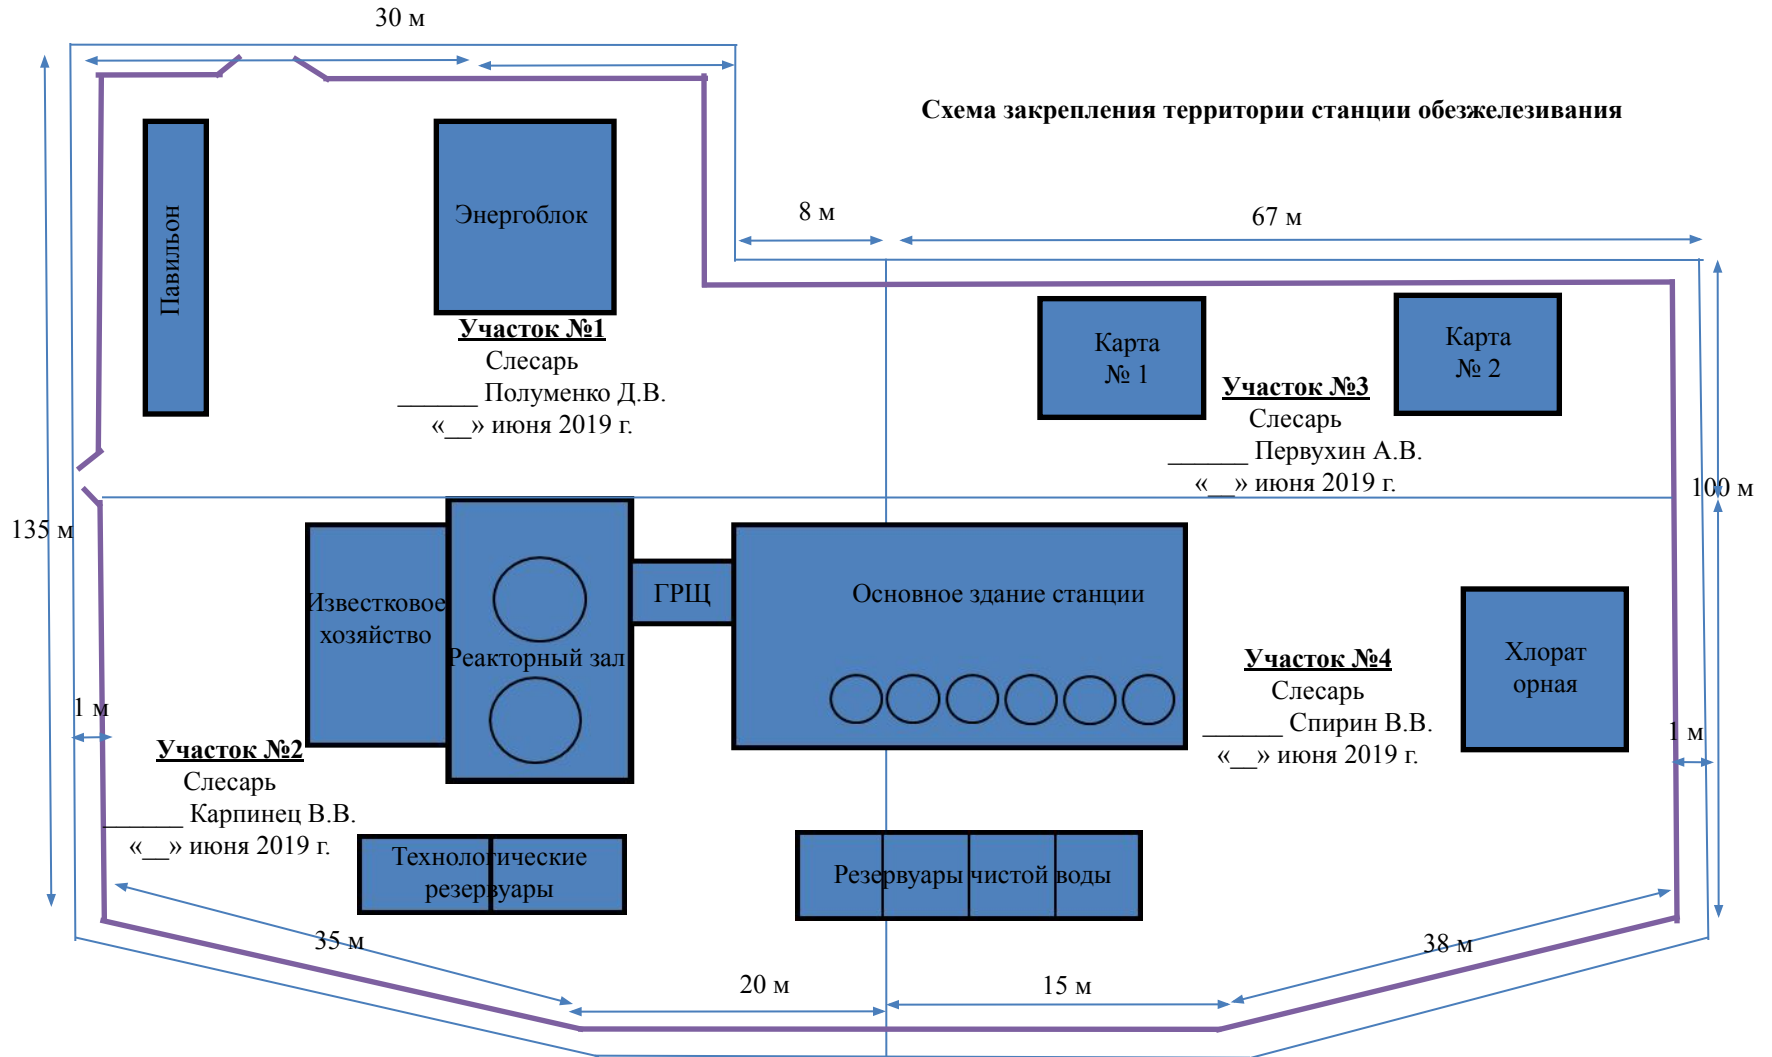 30 м
Схема закрепления территории станции обезжелезивания
8 м
67 м
Павильон
Энергоблок
Участок №1
Слесарь
______ Полуменко Д.В.
«__» июня 2019 г.
Карта
№ 1
Карта
№ 2
Участок №3
Слесарь
______ Первухин А.В.
«__» июня 2019 г.
100 м
135 м
Известковое
хозяйство
Реакторный зал
ГРЩ
Основное здание станции
Участок №4
Слесарь
______ Спирин В.В.
«__» июня 2019 г.
Хлорат
орная
1 м
1 м
Участок №2
Слесарь
______ Карпинец В.В.
«__» июня 2019 г.
Технологические
резервуары
Резервуары чистой воды
35 м
20 м
15 м
38 м